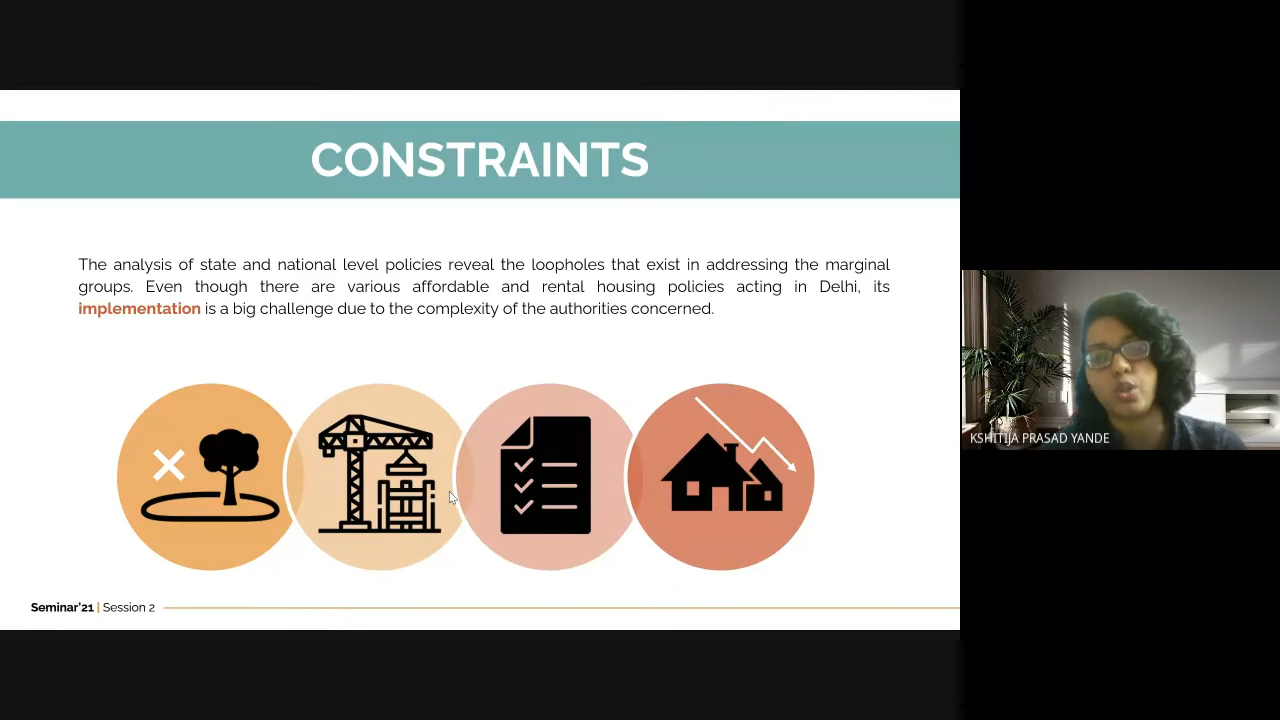 CONSTRAINTS
The analysis of state and national level policies reveal the loopholes that exist in addressing the marginal
groups. Even though there are various affordable and rental housing policies acting in Delhi, its
implementation is a big challenge due to the complexity of the authorities concerned.
KSHITIJA PRASAD YANDE
Seminar'21 | Session 2